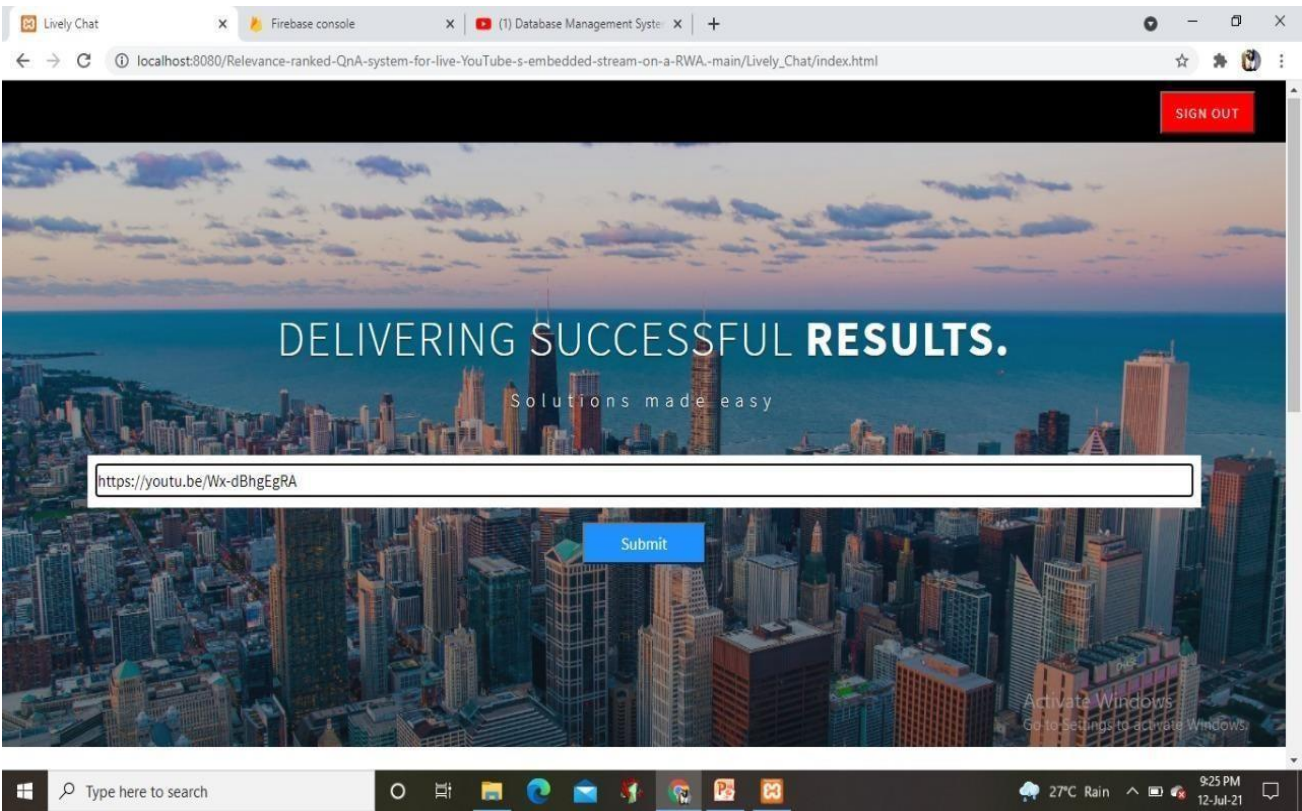 Lively Chat
Firebase console
(1) Database Management Syste
localhost:8080/Relevance-ranked-QnA-system-for-live-YouTube-s-embedded-stream-on-a-RWA.-main/Lively_Chat/index.html
SIGN OUT
DELIVERING SUCCESSFUL RESULTS.
Solutions made easy
https://youtu.be/Wx-dBhgEgRA
Submit
Activate Windows
Go to Settings to activate Windows.
Type here to search
27°C Rain
9:25 PM
12-Jul-21